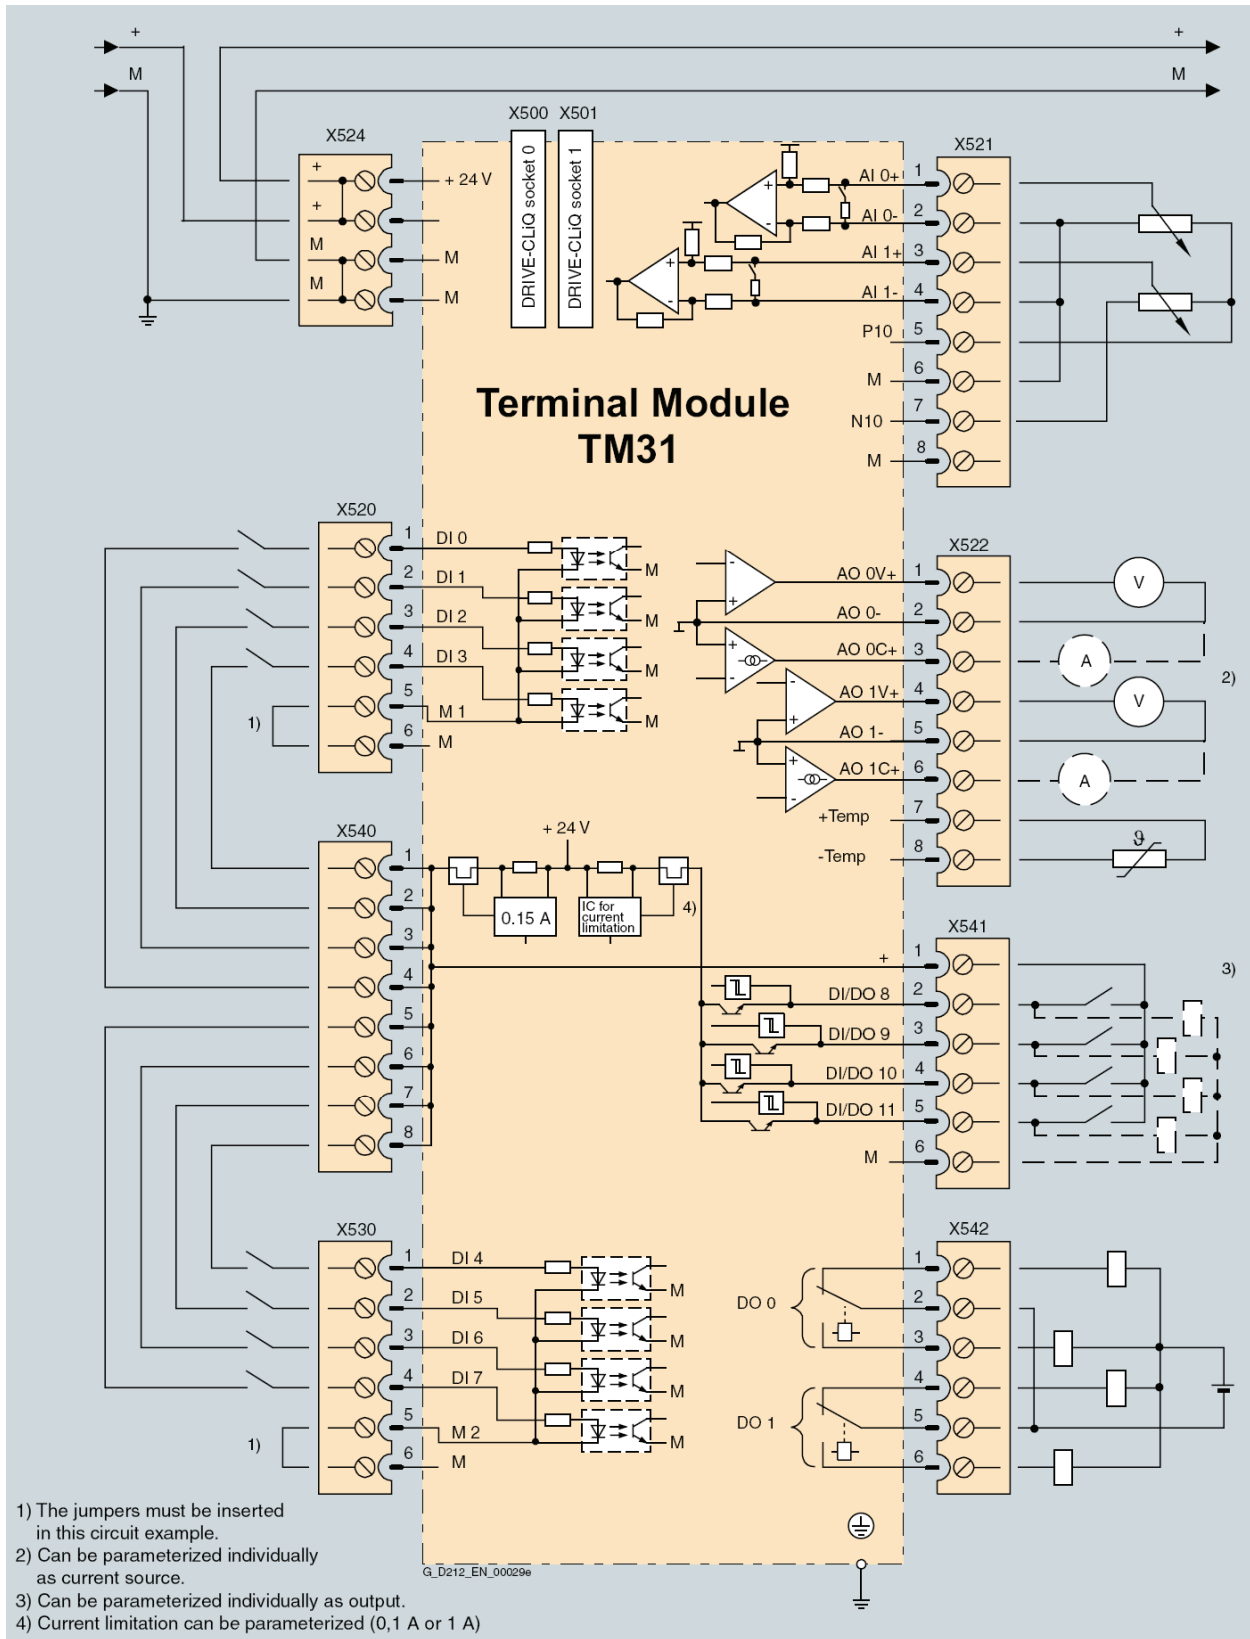 + +
M M
X524
X500 X501
X521
DRIVE-CLiQ socket 0
DRIVE-CLiQ socket 1
+ + 24 V
+
M M
M M
+ AI 0+ 1
- AI 0- 2
+ AI 1+ 3
- AI 1- 4
P10 5
M 6
N10 7
M 8
Terminal Module
TM31
X520
1 DI 0 M
2 DI 1 M
3 DI 2 M
4 DI 3 M
5 M 1
6 M
1)
X522
- + AO 0V+ 1 V
AO 0- 2
+ - AO 0C+ 3 A
- + AO 1V+ 4 V
AO 1- 5
+ - AO 1C+ 6 A
+Temp 7
-Temp 8 ϑ
2)
X540
1
2
3
4
5
6
7
8
+ 24 V
0.15 A
IC for
current
limitation
4)
X541
+ 1
DI/DO 8 2
DI/DO 9 3
DI/DO 10 4
DI/DO 11 5
M 6
3)
X530
1 DI 4 M
2 DI 5 M
3 DI 6 M
4 DI 7 M
5 M 2
6 M
1)
X542
DO 0
1
2
3
DO 1
4
5
6
1) The jumpers must be inserted
in this circuit example.
2) Can be parameterized individually
as current source.
3) Can be parameterized individually as output.
4) Current limitation can be parameterized (0,1 A or 1 A)
G_D212_EN_00029e